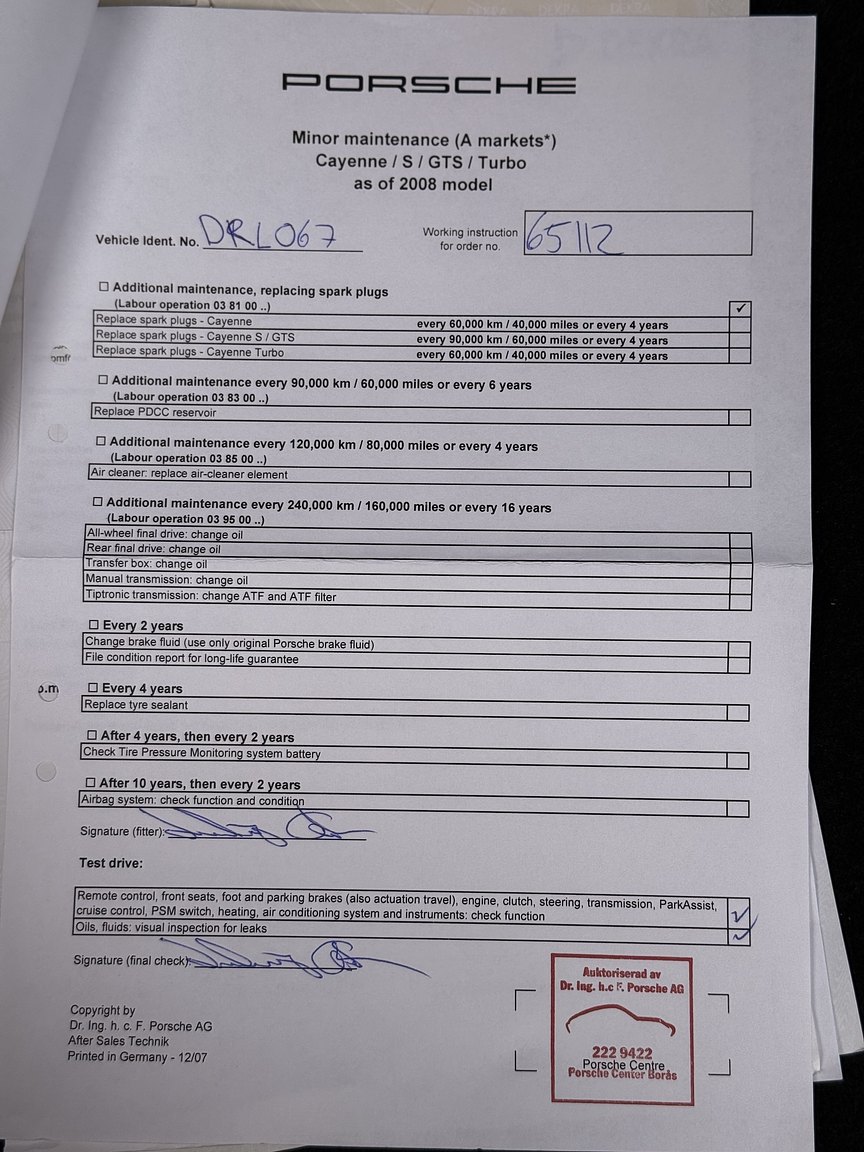 DEKRA DEKRA DEKRA
PORSCHE
Minor maintenance (A markets*)
Cayenne / S / GTS / Turbo
as of 2008 model
Vehicle Ident. No. DRL067
Working instruction for order no. 65112
☐ Additional maintenance, replacing spark plugs
(Labour operation 03 81 00 ..) ✓
Replace spark plugs - Cayenne every 60,000 km / 40,000 miles or every 4 years
Replace spark plugs - Cayenne S / GTS every 90,000 km / 60,000 miles or every 4 years
Replace spark plugs - Cayenne Turbo every 60,000 km / 40,000 miles or every 4 years
omfr
☐ Additional maintenance every 90,000 km / 60,000 miles or every 6 years
(Labour operation 03 83 00 ..)
Replace PDCC reservoir
☐ Additional maintenance every 120,000 km / 80,000 miles or every 4 years
(Labour operation 03 85 00 ..)
Air cleaner: replace air-cleaner element
☐ Additional maintenance every 240,000 km / 160,000 miles or every 16 years
(Labour operation 03 95 00 ..)
All-wheel final drive: change oil
Rear final drive: change oil
Transfer box: change oil
Manual transmission: change oil
Tiptronic transmission: change ATF and ATF filter
☐ Every 2 years
Change brake fluid (use only original Porsche brake fluid)
File condition report for long-life guarantee
p.m
☐ Every 4 years
Replace tyre sealant
☐ After 4 years, then every 2 years
Check Tire Pressure Monitoring system battery
☐ After 10 years, then every 2 years
Airbag system: check function and condition
Signature (fitter):
Test drive:
Remote control, front seats, foot and parking brakes (also actuation travel), engine, clutch, steering, transmission, ParkAssist,
cruise control, PSM switch, heating, air conditioning system and instruments: check function ✓
Oils, fluids: visual inspection for leaks ✓
Signature (final check):
Auktoriserad av
Dr. Ing. h.c F. Porsche AG
222 9422
Porsche Centre
Porsche Center Borås
Copyright by
Dr. Ing. h. c. F. Porsche AG
After Sales Technik
Printed in Germany - 12/07